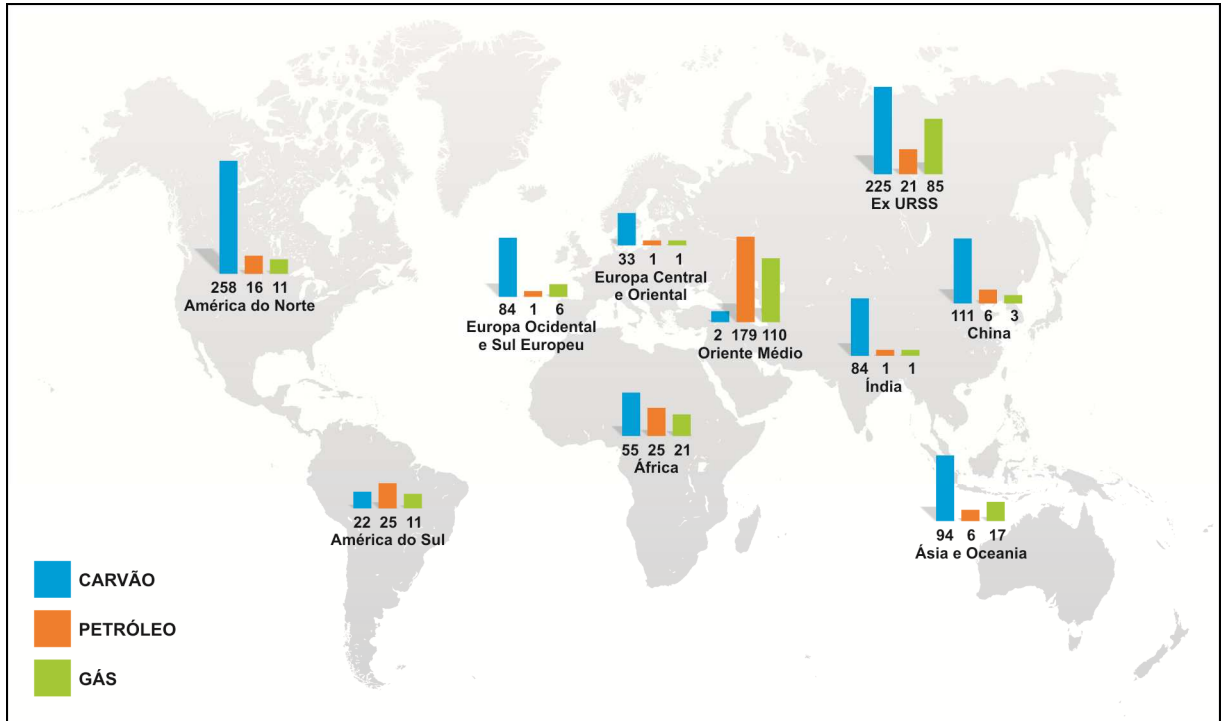 225 21 85
Ex URSS
258 16 11
América do Norte
84 1 6
Europa Ocidental
e Sul Europeu
33 1 1
Europa Central
e Oriental
2 179 110
Oriente Médio
84 1 1
Índia
111 6 3
China
55 25 21
África
22 25 11
América do Sul
94 6 17
Ásia e Oceania
CARVÃO
PETRÓLEO
GÁS